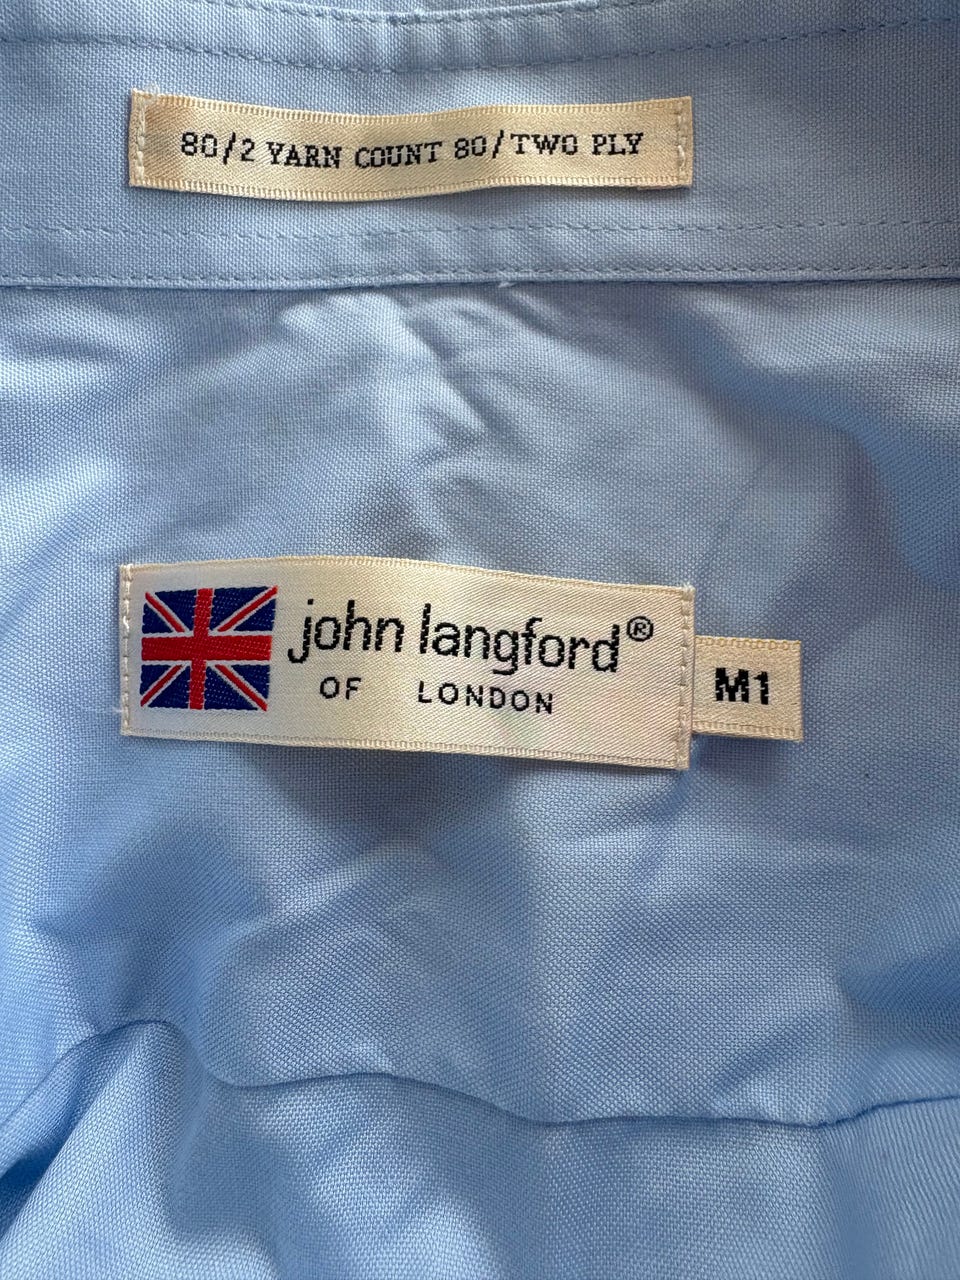 80/2 YARN COUNT 80/TWO PLY
john langford®
OF LONDON
M1